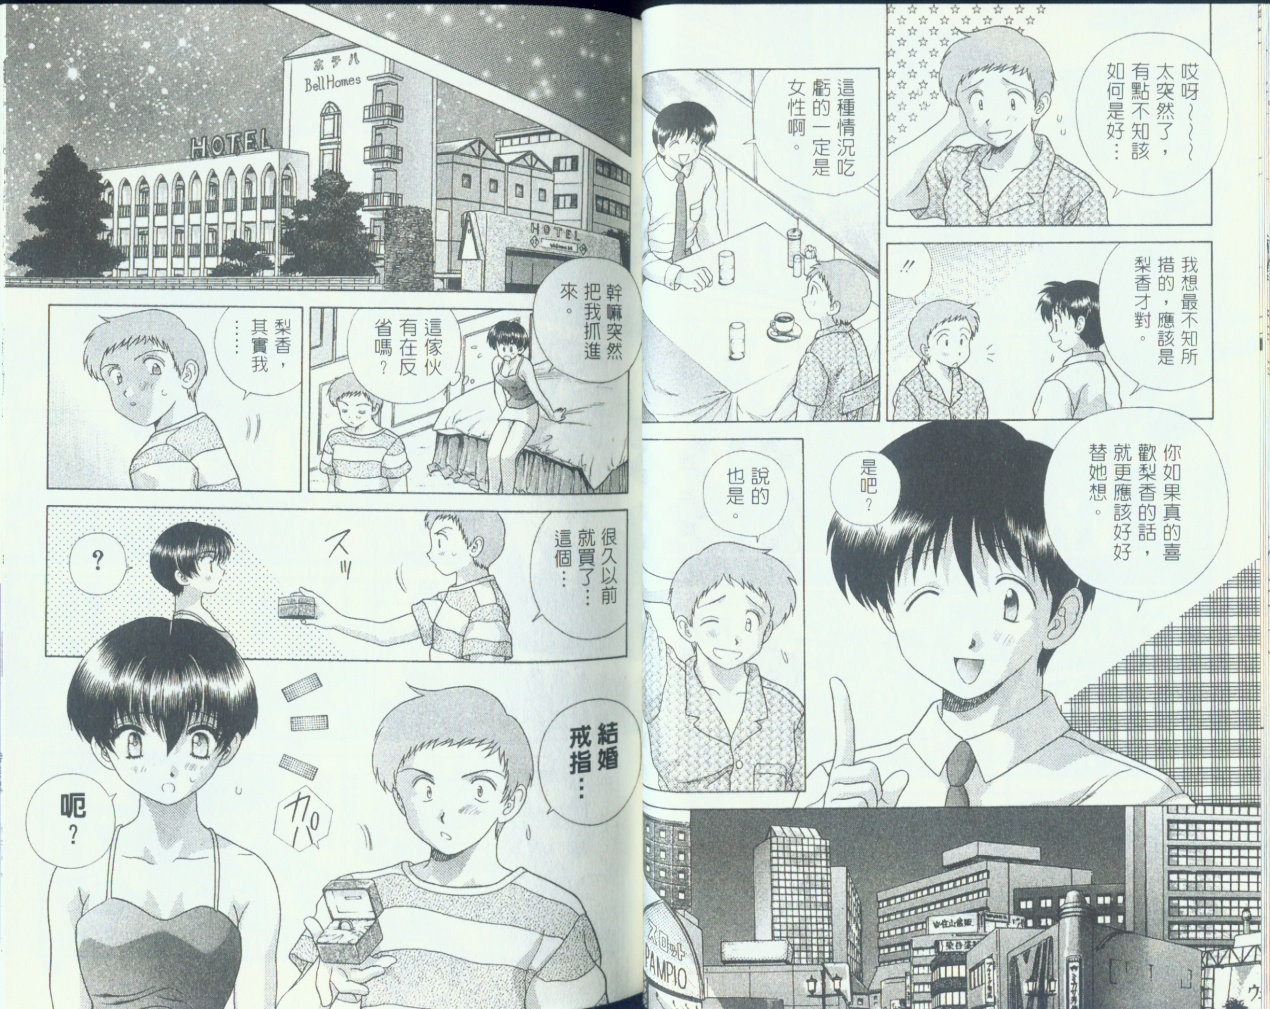 哎呀～～～
太突然了，
有點不知該
如何是好…
這種情況吃
虧的一定是
女性啊。
我想最不知所
措的，應該是
梨香才對。
!!
你如果真的喜
歡梨香的話，
就更應該好好
替她想。
是吧？
說的
也是。
スロット
PAMPIO
ホテル
BellHomes
HOTEL
HOTEL
幹嘛突然
把我抓進
來。
這傢伙
有在反
省嗎？
梨香，
其實我
……
很久以前
就買了…
這個…
スッ
？
結婚
戒指…
カパ
呃？